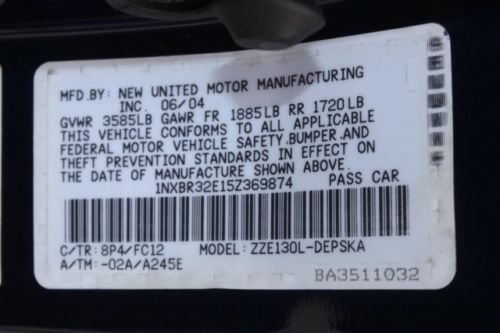 MFD.BY: NEW UNITED MOTOR MANUFACTURING
INC. 06/04
GVWR 3585LB GAWR FR 1885LB RR 1720LB
THIS VEHICLE CONFORMS TO ALL APPLICABLE
FEDERAL MOTOR VEHICLE SAFETY,BUMPER,AND
THEFT PREVENTION STANDARDS IN EFFECT ON
THE DATE OF MANUFACTURE SHOWN ABOVE.
1NXBR32E15Z369874 PASS CAR
C/TR: 8P4/FC12 MODEL: ZZE130L-DEPSKA
A/TM: -02A/A245E
BA3511032